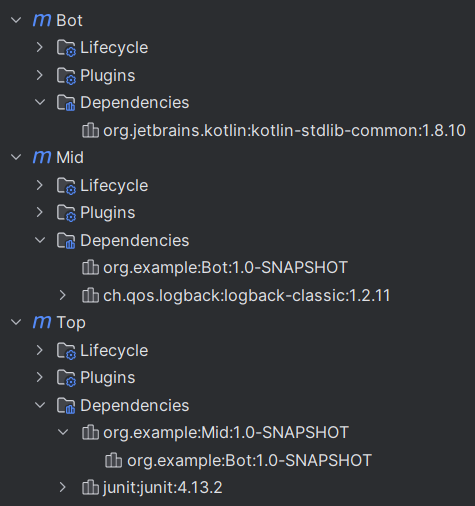 m Bot
Lifecycle
Plugins
Dependencies
org.jetbrains.kotlin:kotlin-stdlib-common:1.8.10
m Mid
Lifecycle
Plugins
Dependencies
org.example:Bot:1.0-SNAPSHOT
ch.qos.logback:logback-classic:1.2.11
m Top
Lifecycle
Plugins
Dependencies
org.example:Mid:1.0-SNAPSHOT
org.example:Bot:1.0-SNAPSHOT
junit:junit:4.13.2